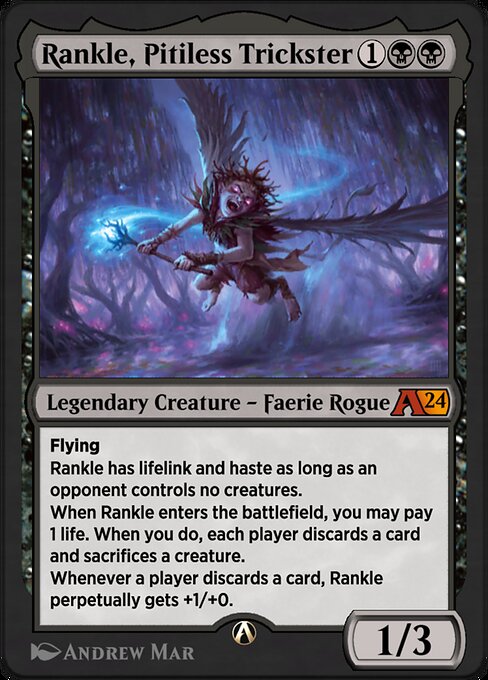 Rankle, Pitiless Trickster 1
Legendary Creature – Faerie Rogue A24
Flying
Rankle has lifelink and haste as long as an
opponent controls no creatures.
When Rankle enters the battlefield, you may pay
1 life. When you do, each player discards a card
and sacrifices a creature.
Whenever a player discards a card, Rankle
perpetually gets +1/+0.
1/3
Andrew Mar